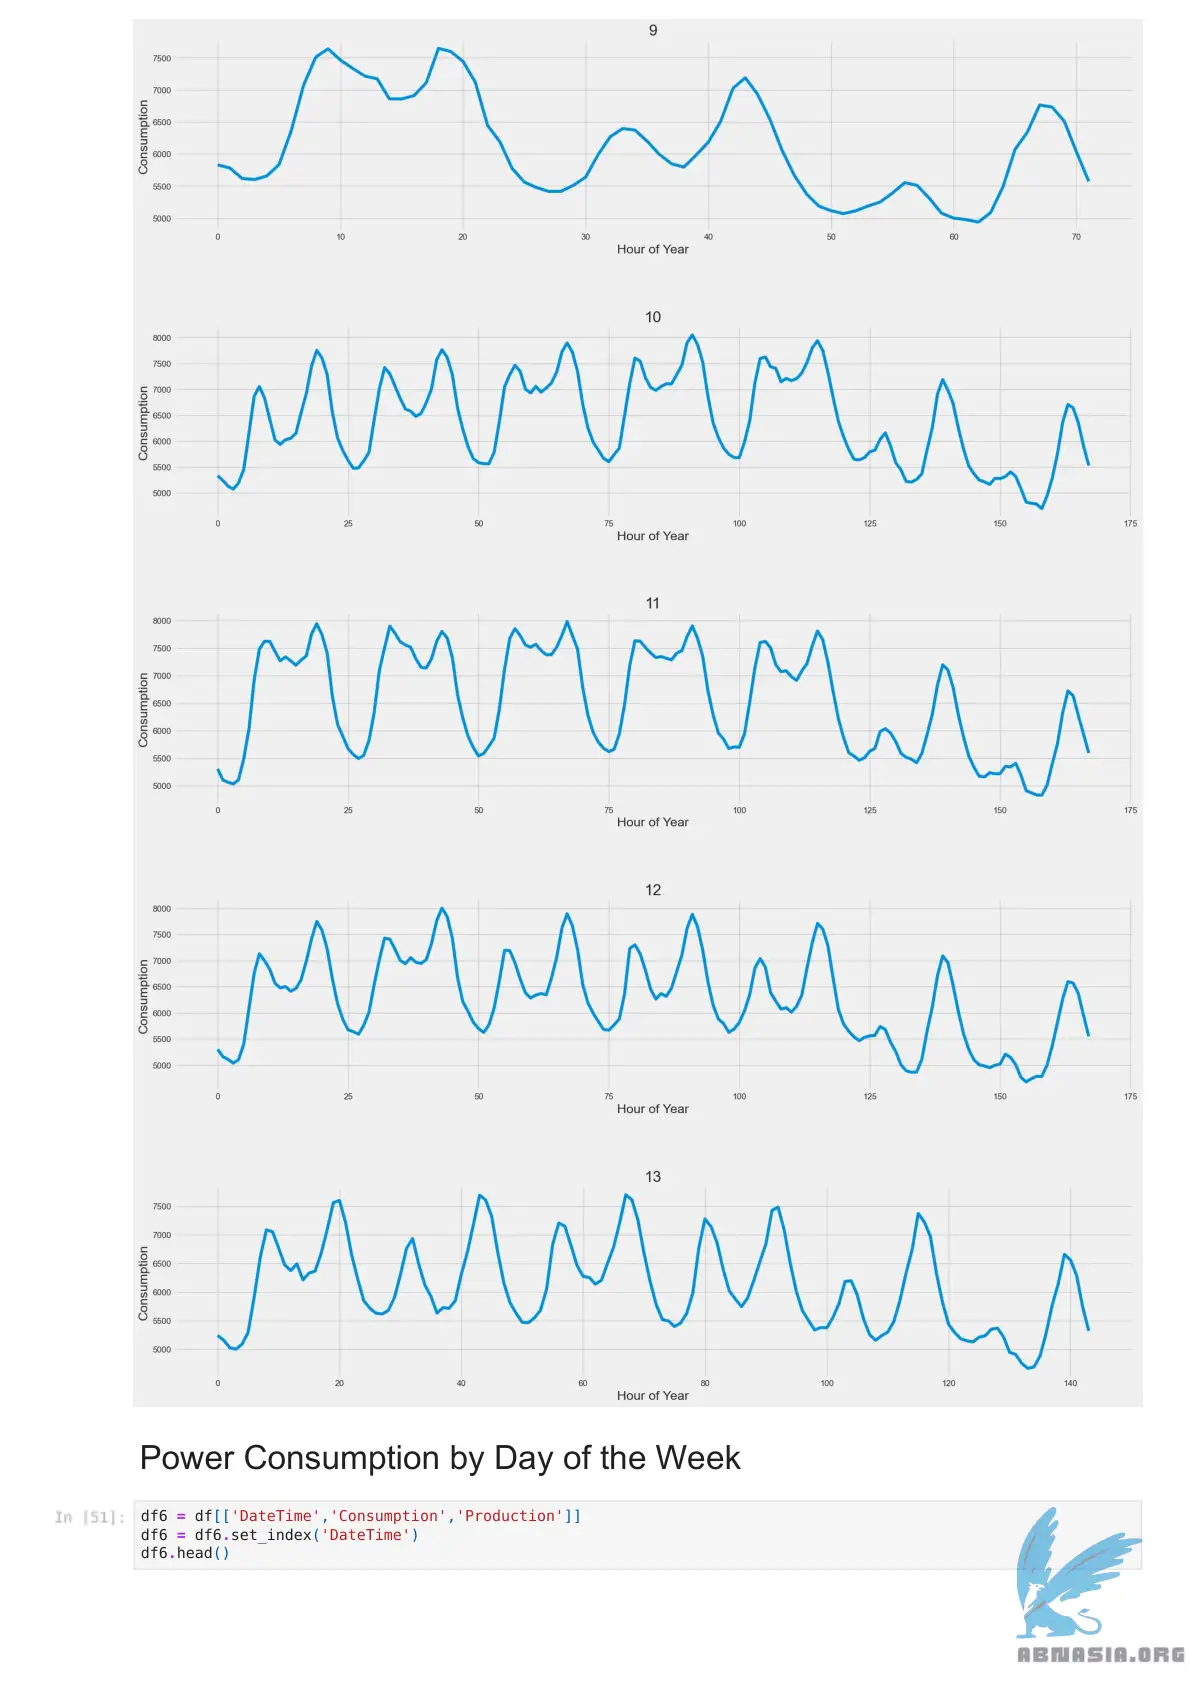 9
7500
7000
6500
6000
5500
5000
Consumption
0 10 20 30 40 50 60 70
Hour of Year
10
8000
7500
7000
6500
6000
5500
5000
Consumption
0 25 50 75 100 125 150 175
Hour of Year
11
8000
7500
7000
6500
6000
5500
5000
Consumption
0 25 50 75 100 125 150 175
Hour of Year
12
8000
7500
7000
6500
6000
5500
5000
Consumption
0 25 50 75 100 125 150 175
Hour of Year
13
7500
7000
6500
6000
5500
5000
Consumption
0 20 40 60 80 100 120 140
Hour of Year
Power Consumption by Day of the Week
In [51]: df6 = df[['DateTime','Consumption','Production']]
df6 = df6.set_index('DateTime')
df6.head()
ABNASIA.ORG